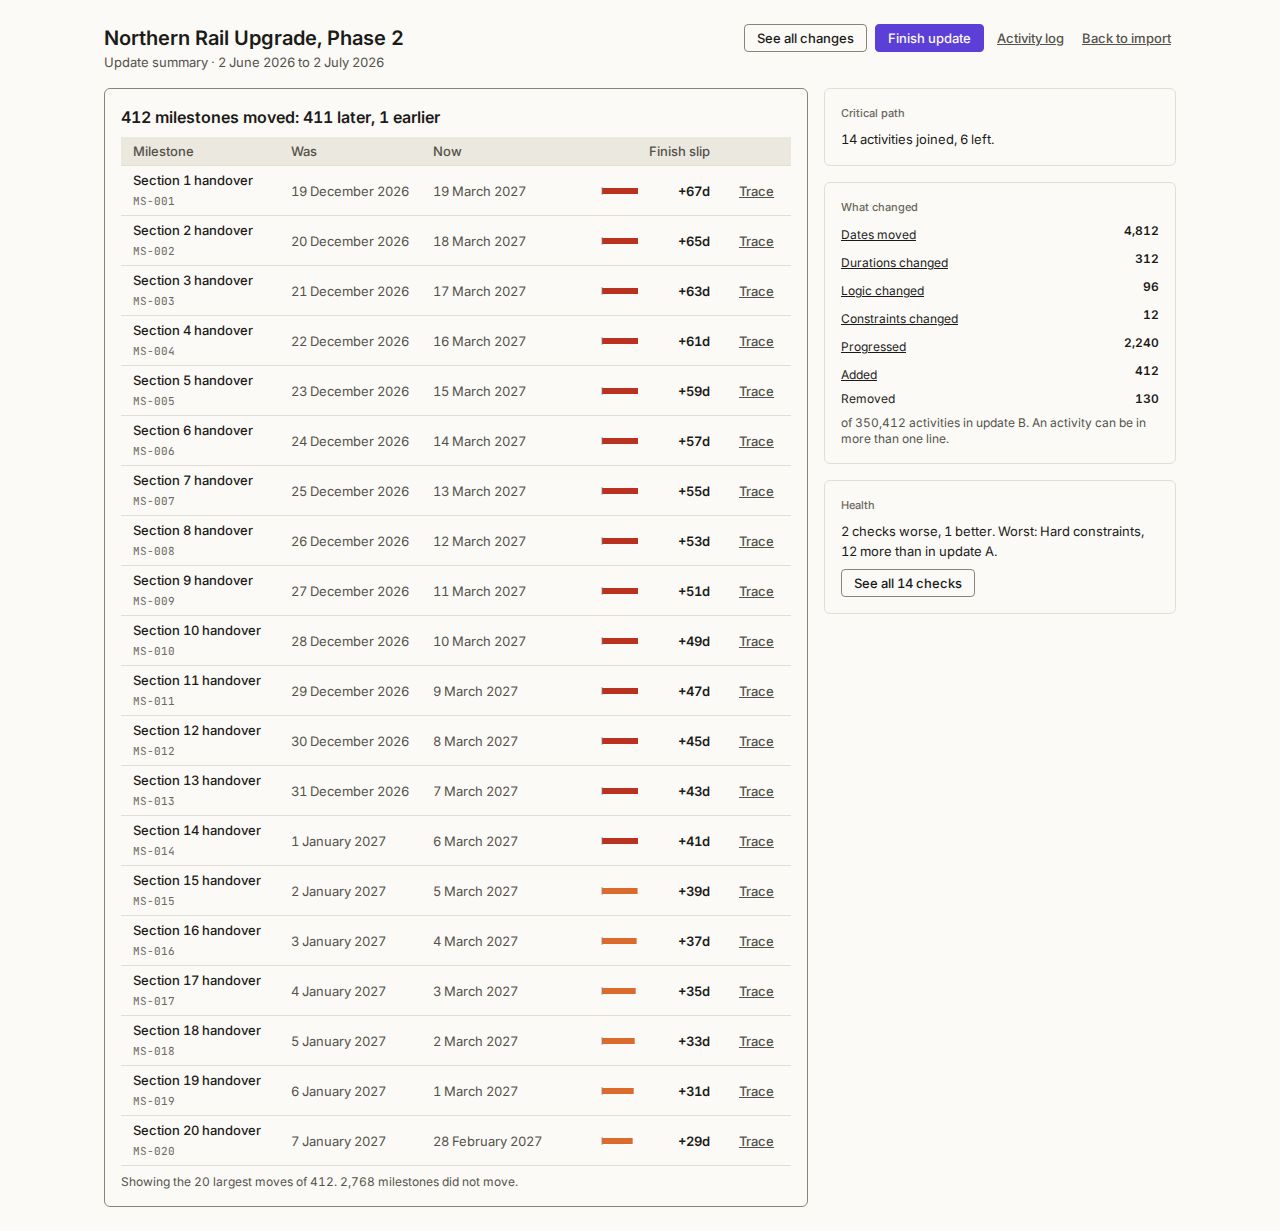 Northern Rail Upgrade, Phase 2
Update summary · 2 June 2026 to 2 July 2026
See all changes
Finish update
Activity log
Back to import
412 milestones moved: 411 later, 1 earlier
Milestone Was Now Finish slip
Section 1 handover
MS-001
19 December 2026 19 March 2027 +67d Trace
Section 2 handover
MS-002
20 December 2026 18 March 2027 +65d Trace
Section 3 handover
MS-003
21 December 2026 17 March 2027 +63d Trace
Section 4 handover
MS-004
22 December 2026 16 March 2027 +61d Trace
Section 5 handover
MS-005
23 December 2026 15 March 2027 +59d Trace
Section 6 handover
MS-006
24 December 2026 14 March 2027 +57d Trace
Section 7 handover
MS-007
25 December 2026 13 March 2027 +55d Trace
Section 8 handover
MS-008
26 December 2026 12 March 2027 +53d Trace
Section 9 handover
MS-009
27 December 2026 11 March 2027 +51d Trace
Section 10 handover
MS-010
28 December 2026 10 March 2027 +49d Trace
Section 11 handover
MS-011
29 December 2026 9 March 2027 +47d Trace
Section 12 handover
MS-012
30 December 2026 8 March 2027 +45d Trace
Section 13 handover
MS-013
31 December 2026 7 March 2027 +43d Trace
Section 14 handover
MS-014
1 January 2027 6 March 2027 +41d Trace
Section 15 handover
MS-015
2 January 2027 5 March 2027 +39d Trace
Section 16 handover
MS-016
3 January 2027 4 March 2027 +37d Trace
Section 17 handover
MS-017
4 January 2027 3 March 2027 +35d Trace
Section 18 handover
MS-018
5 January 2027 2 March 2027 +33d Trace
Section 19 handover
MS-019
6 January 2027 1 March 2027 +31d Trace
Section 20 handover
MS-020
7 January 2027 28 February 2027 +29d Trace
Showing the 20 largest moves of 412. 2,768 milestones did not move.
Critical path
14 activities joined, 6 left.
What changed
Dates moved 4,812
Durations changed 312
Logic changed 96
Constraints changed 12
Progressed 2,240
Added 412
Removed 130
of 350,412 activities in update B. An activity can be in
more than one line.
Health
2 checks worse, 1 better. Worst: Hard constraints,
12 more than in update A.
See all 14 checks